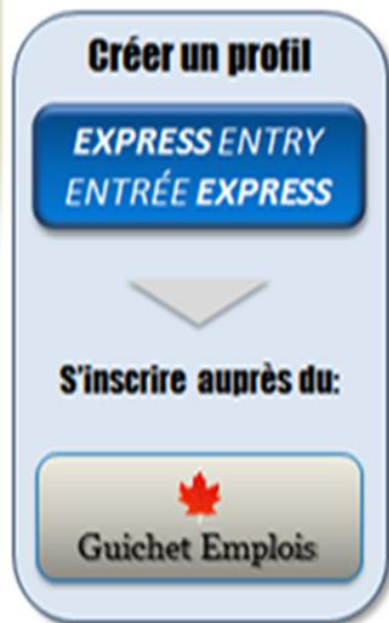 Créer un profil
EXPRESS ENTRY
ENTRÉE EXPRESS
S'inscrire auprès du:
Guichet Emplois